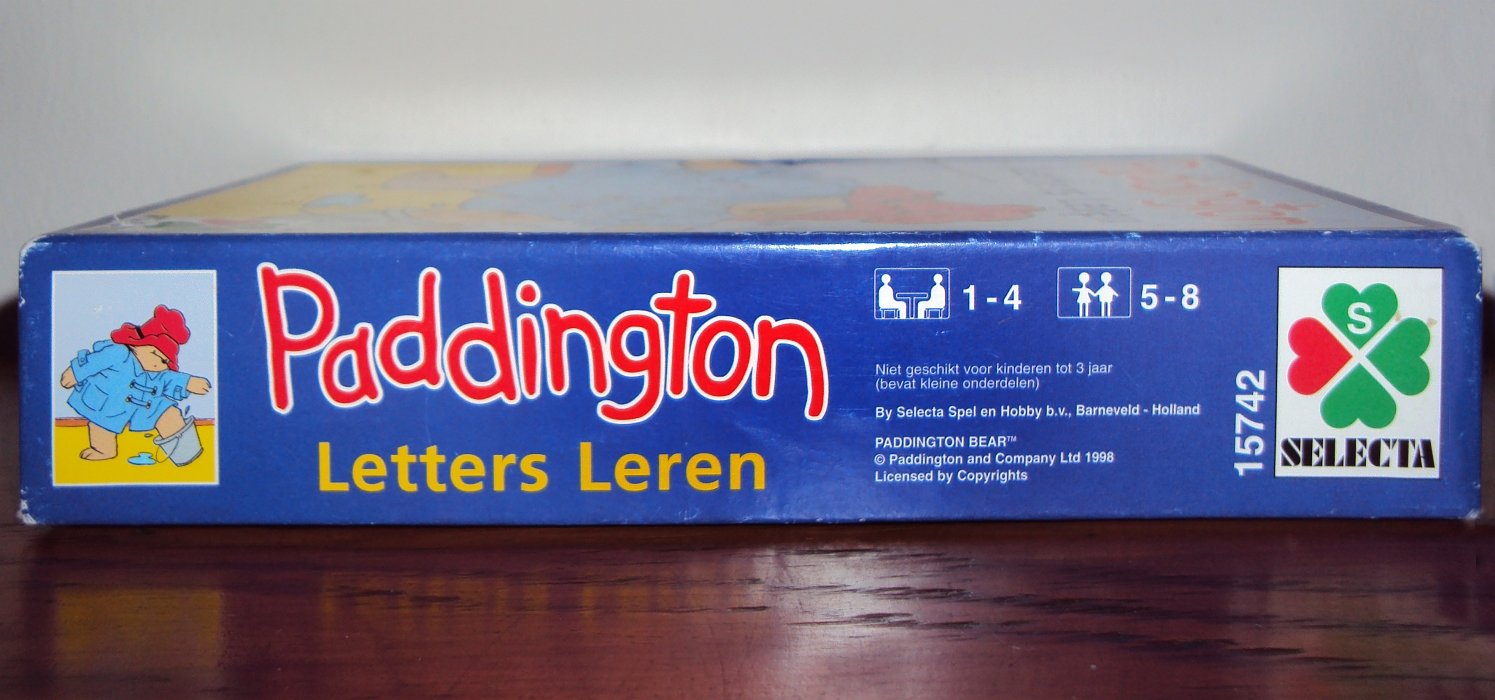 Paddington
Letters Leren
1 - 4
5 - 8
Niet geschikt voor kinderen tot 3 jaar
(bevat kleine onderdelen)
By Selecta Spel en Hobby b.v., Barneveld - Holland
PADDINGTON BEAR™
© Paddington and Company Ltd 1998
Licensed by Copyrights
15742
S
SELECTA